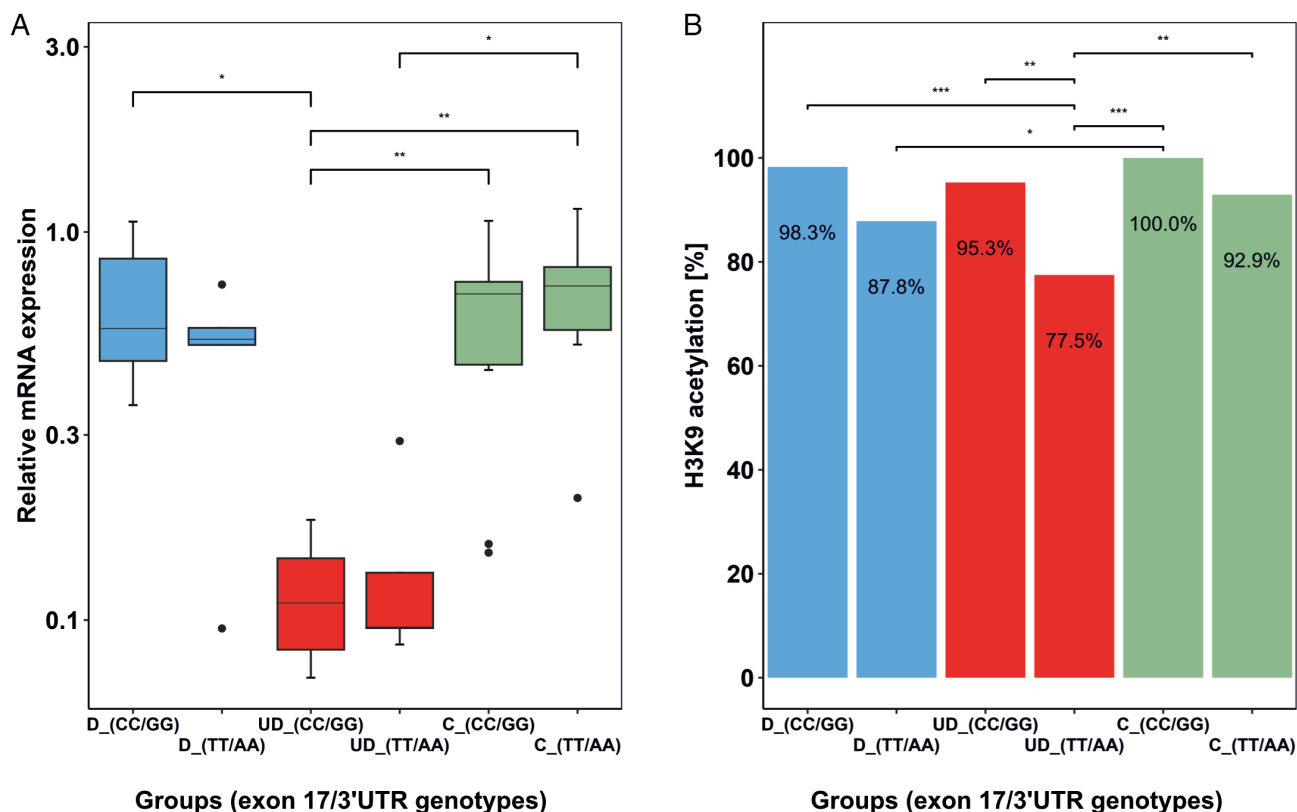 A
3.0
1.0
0.3
0.1
Relative mRNA expression
*
*
**
**
D_(CC/GG)
UD_(CC/GG)
C_(CC/GG)
D_(TT/AA)
UD_(TT/AA)
C_(TT/AA)
Groups (exon 17/3'UTR genotypes)
B
100
80
60
40
20
0
H3K9 acetylation [%]
**
**
***
***
*
98.3%
87.8%
95.3%
77.5%
100.0%
92.9%
D_(CC/GG)
UD_(CC/GG)
C_(CC/GG)
D_(TT/AA)
UD_(TT/AA)
C_(TT/AA)
Groups (exon 17/3'UTR genotypes)